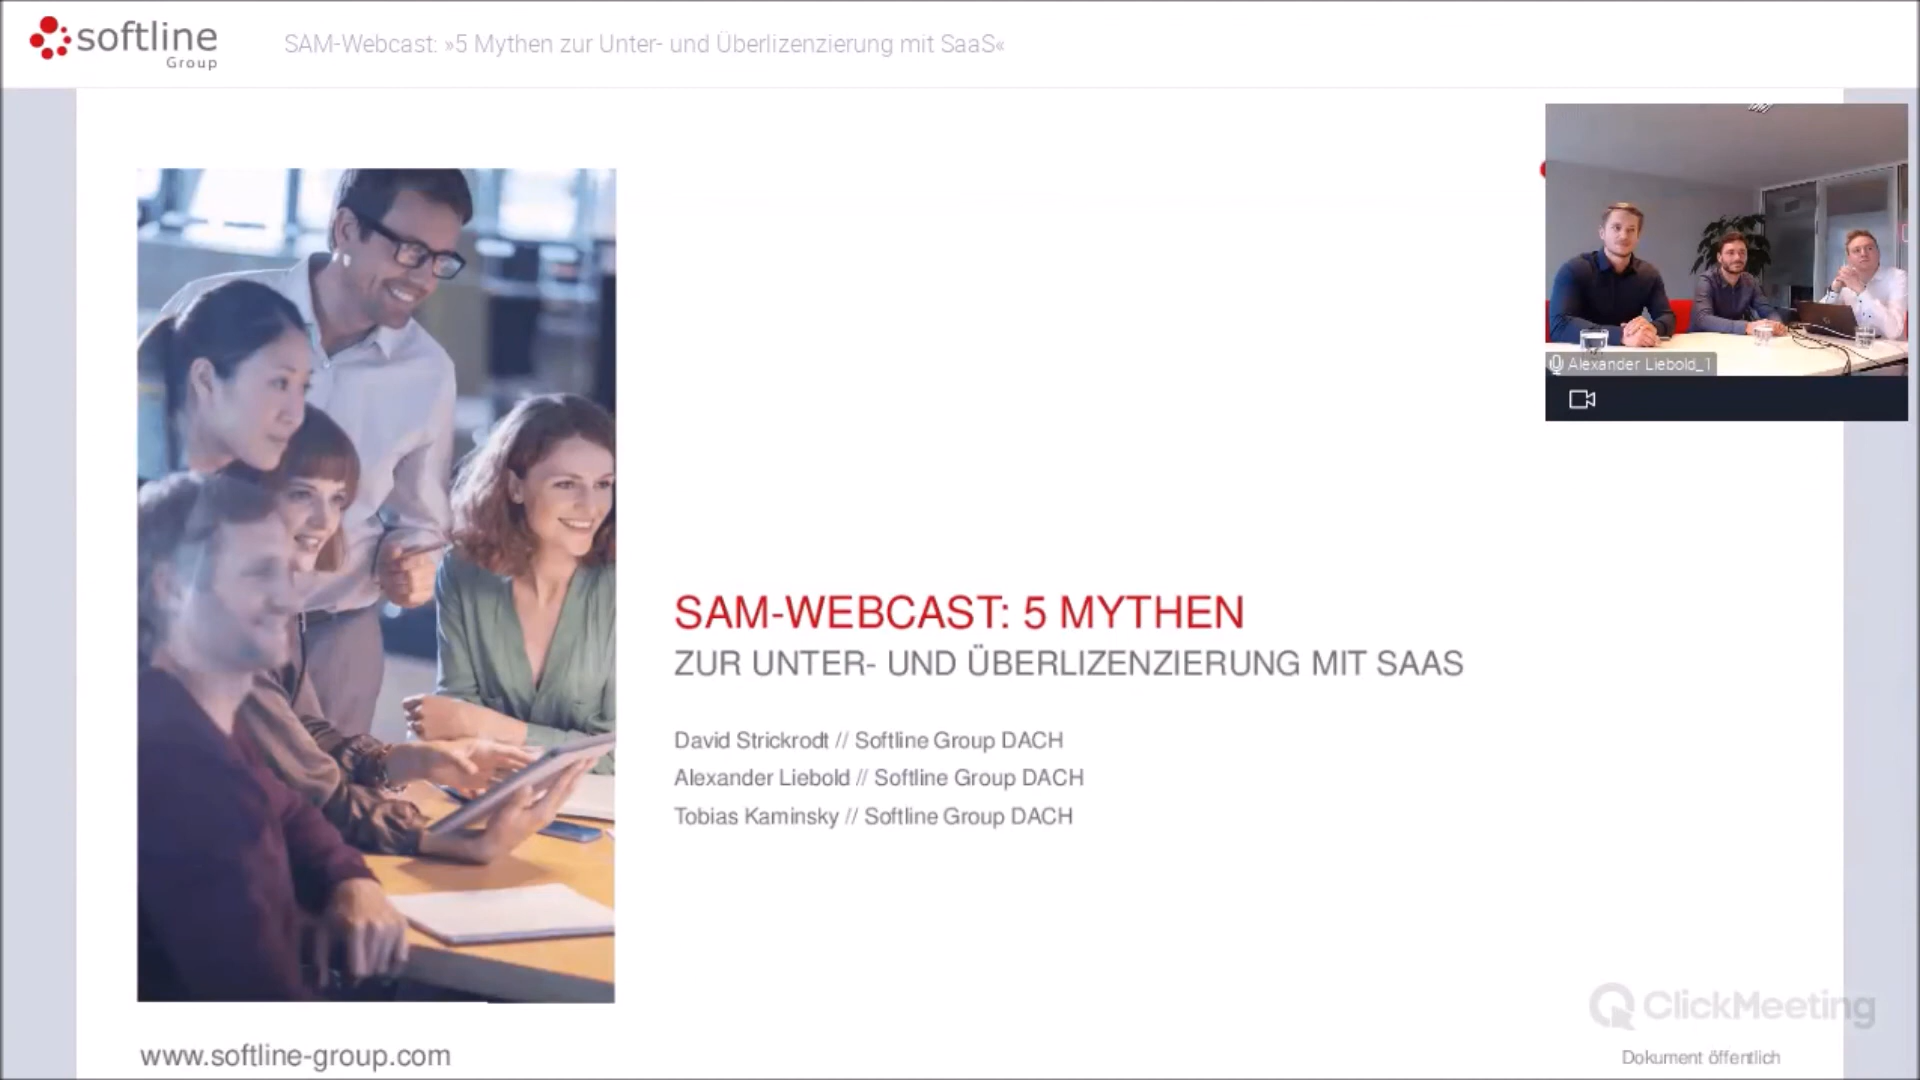 softline
Group
SAM-Webcast: »5 Mythen zur Unter- und Überlizenzierung mit SaaS«
Alexander Liebold_1
SAM-WEBCAST: 5 MYTHEN
ZUR UNTER- UND ÜBERLIZENZIERUNG MIT SAAS
David Strickrodt // Softline Group DACH
Alexander Liebold // Softline Group DACH
Tobias Kaminsky // Softline Group DACH
ClickMeeting
www.softline-group.com
Dokument öffentlich